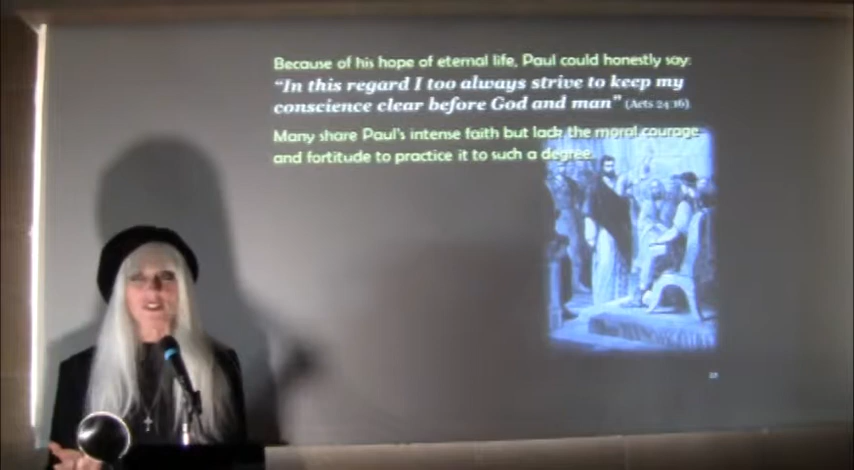 Because of his hope of eternal life, Paul could honestly say:
“In this regard I too always strive to keep my
conscience clear before God and man” (Acts 24:16)
Many share Paul's intense faith but lack the moral courage
and fortitude to practice it to such a degree.